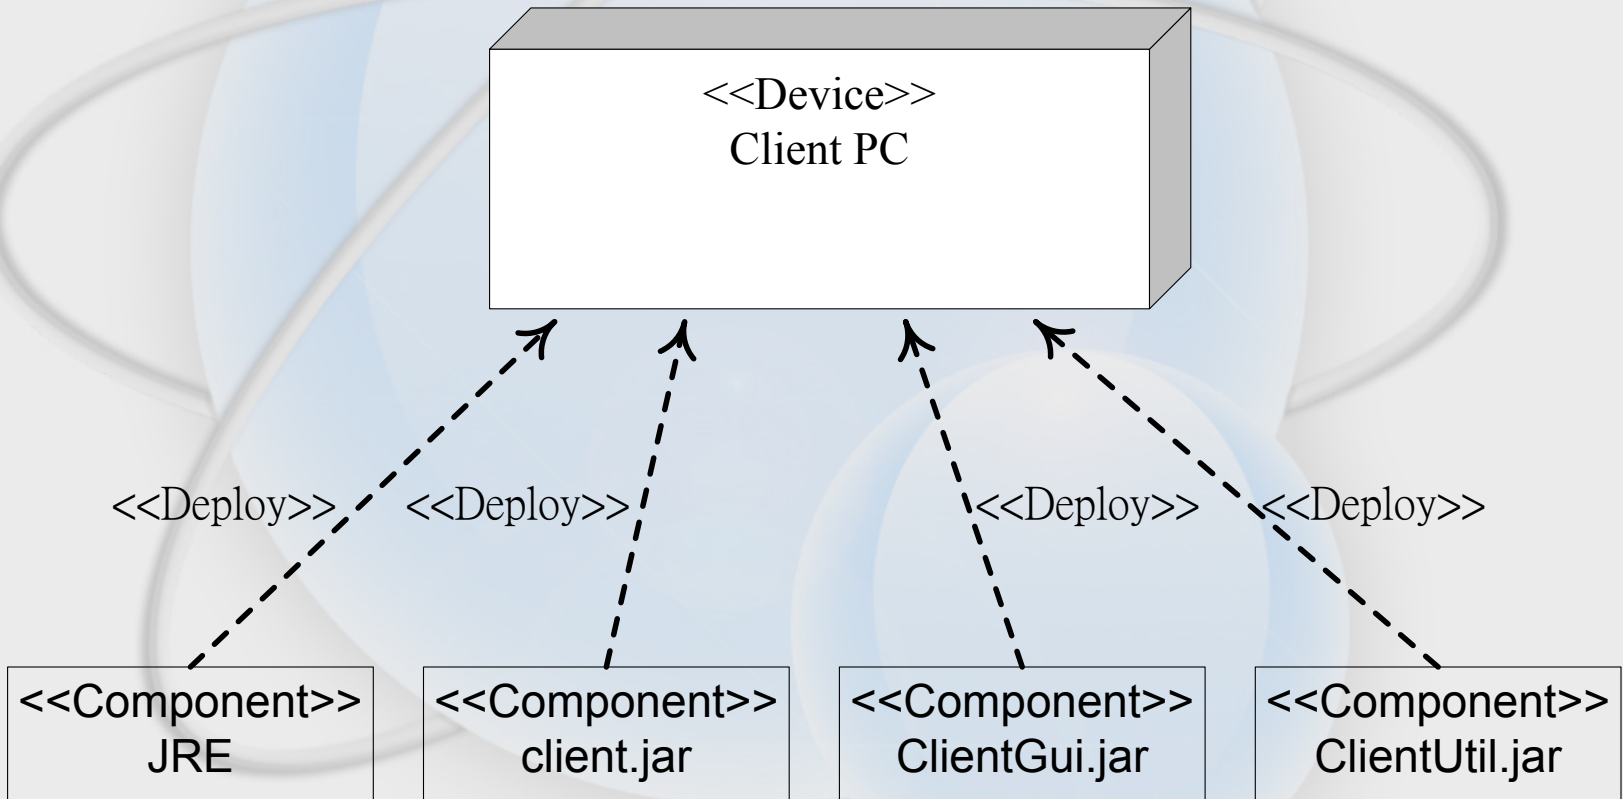 <<Device>>
Client PC
<<Deploy>>
<<Deploy>>
<<Deploy>>
<<Deploy>>
<<Component>>
JRE
<<Component>>
client.jar
<<Component>>
ClientGui.jar
<<Component>>
ClientUtil.jar